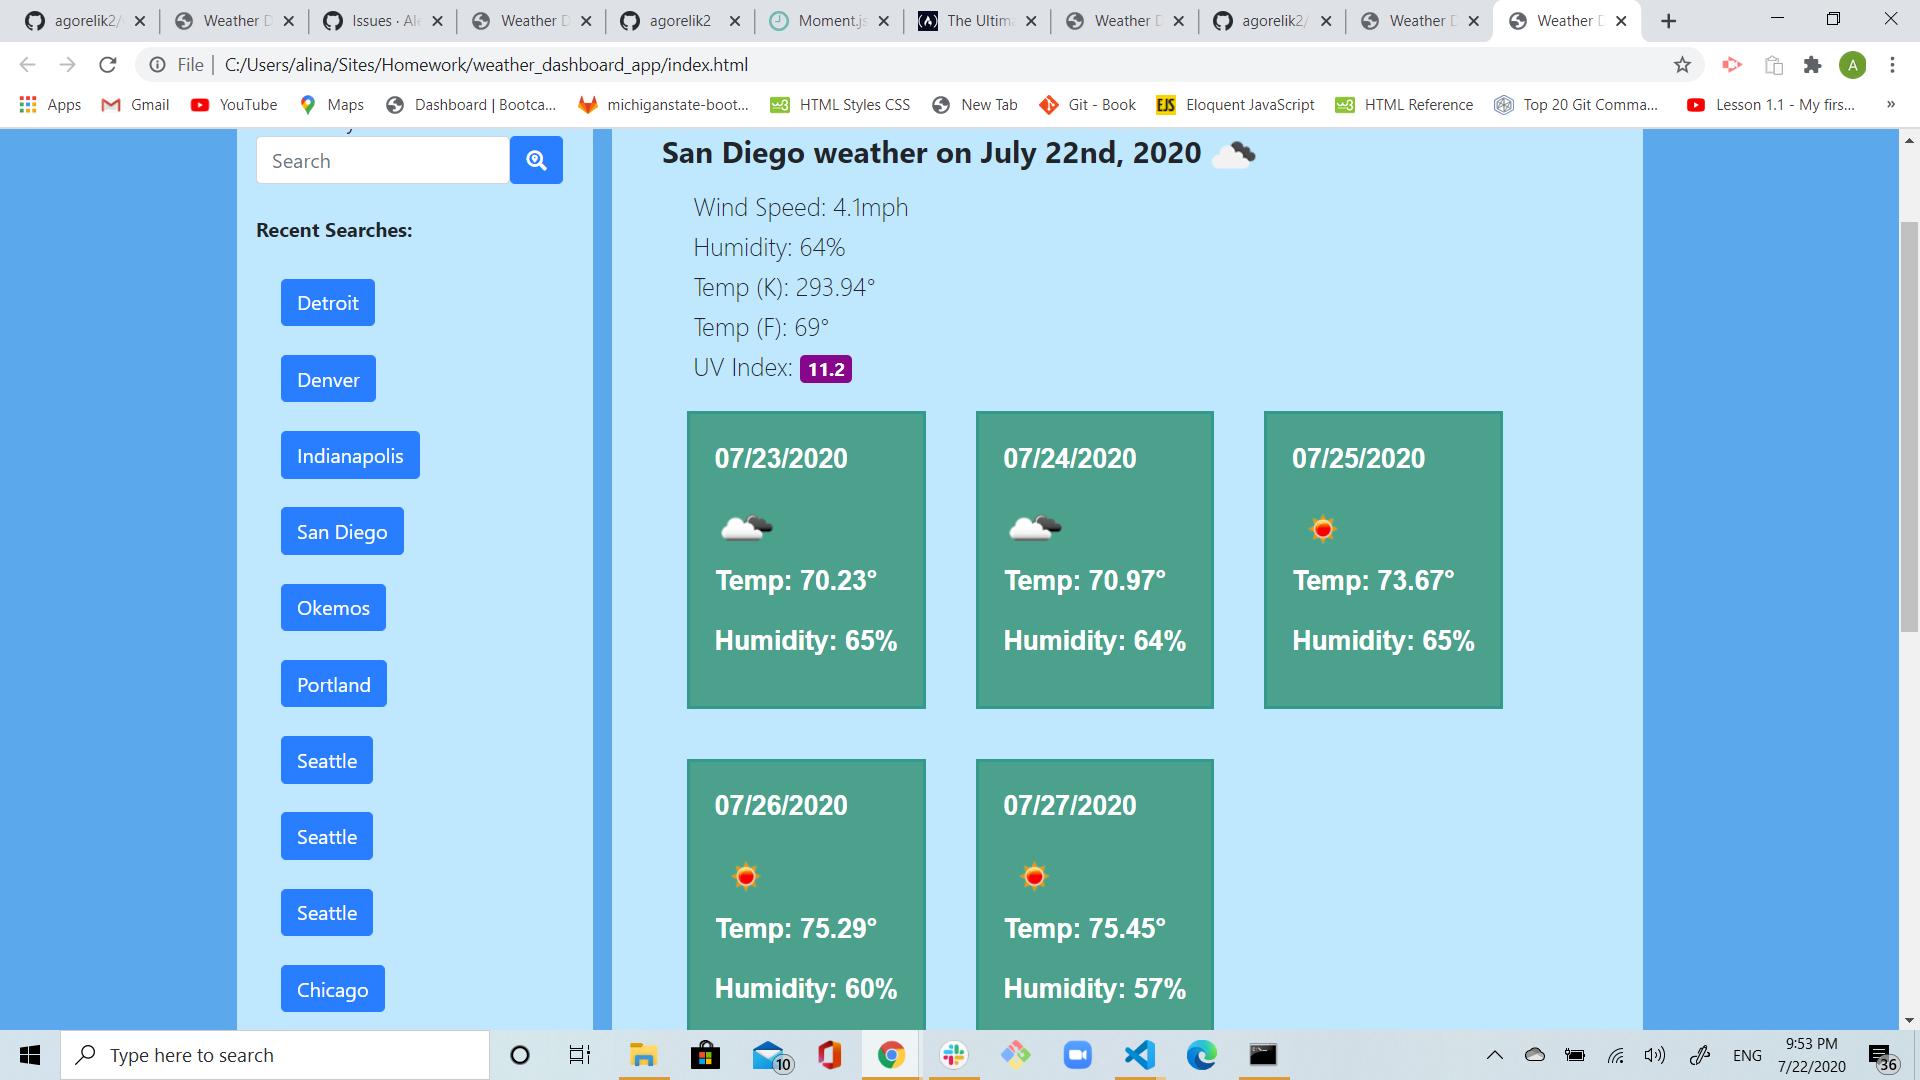 agorelik2/
Weather D
Issues · Ale
Weather D
agorelik2
Moment.js
The Ultima
Weather D
agorelik2/
Weather D
Weather D
File | C:/Users/alina/Sites/Homework/weather_dashboard_app/index.html
A
Apps
Gmail
YouTube
Maps
Dashboard | Bootca...
michiganstate-boot...
HTML Styles CSS
New Tab
Git - Book
EJS
Eloquent JavaScript
HTML Reference
Top 20 Git Comma...
Lesson 1.1 - My firs...
»
Search
Recent Searches:
Detroit
Denver
Indianapolis
San Diego
Okemos
Portland
Seattle
Seattle
Seattle
Chicago
San Diego weather on July 22nd, 2020
Wind Speed: 4.1mph
Humidity: 64%
Temp (K): 293.94°
Temp (F): 69°
UV Index: 11.2
07/23/2020
Temp: 70.23°
Humidity: 65%
07/24/2020
Temp: 70.97°
Humidity: 64%
07/25/2020
Temp: 73.67°
Humidity: 65%
07/26/2020
Temp: 75.29°
Humidity: 60%
07/27/2020
Temp: 75.45°
Humidity: 57%
Type here to search
10
ENG
9:53 PM
7/22/2020
36